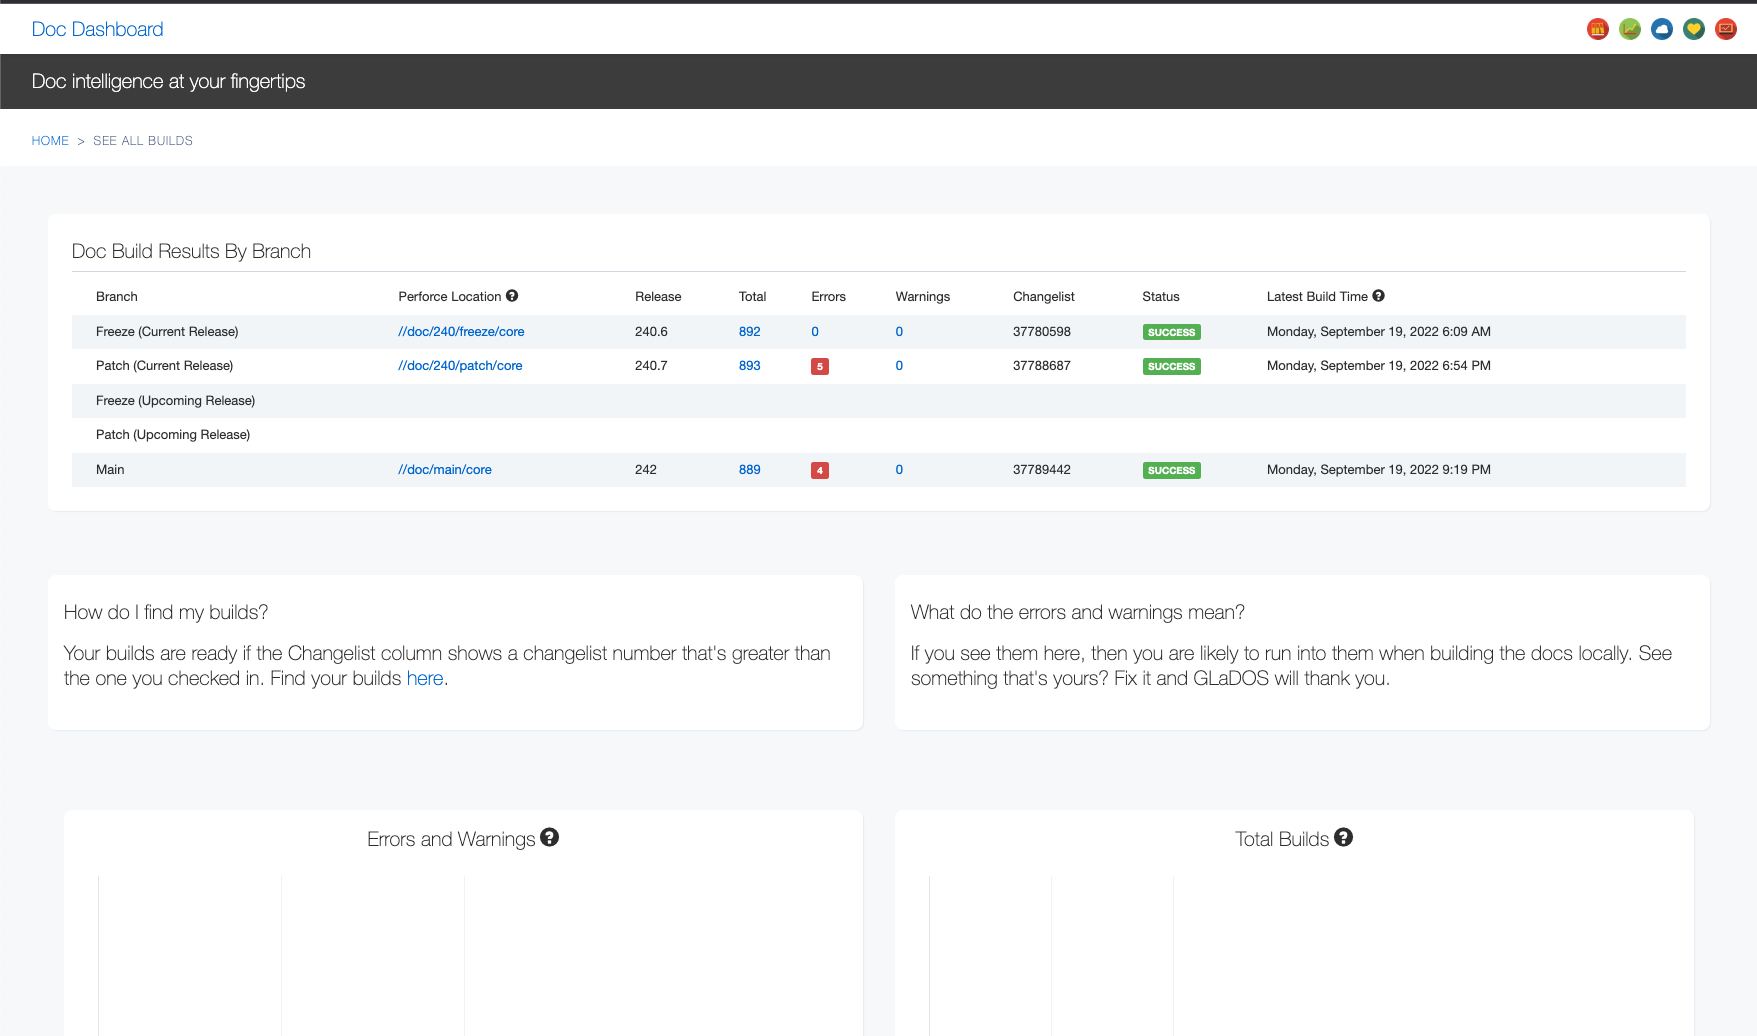 Doc Dashboard
Doc intelligence at your fingertips
HOME > SEE ALL BUILDS
Doc Build Results By Branch
Branch Perforce Location Release Total Errors Warnings Changelist Status Latest Build Time
Freeze (Current Release) //doc/240/freeze/core 240.6 892 0 0 37780598 SUCCESS Monday, September 19, 2022 6:09 AM
Patch (Current Release) //doc/240/patch/core 240.7 893 5 0 37788687 SUCCESS Monday, September 19, 2022 6:54 PM
Freeze (Upcoming Release)
Patch (Upcoming Release)
Main //doc/main/core 242 889 4 0 37789442 SUCCESS Monday, September 19, 2022 9:19 PM
How do I find my builds?
Your builds are ready if the Changelist column shows a changelist number that's greater than
the one you checked in. Find your builds here.
What do the errors and warnings mean?
If you see them here, then you are likely to run into them when building the docs locally. See
something that's yours? Fix it and GLaDOS will thank you.
Errors and Warnings
Total Builds